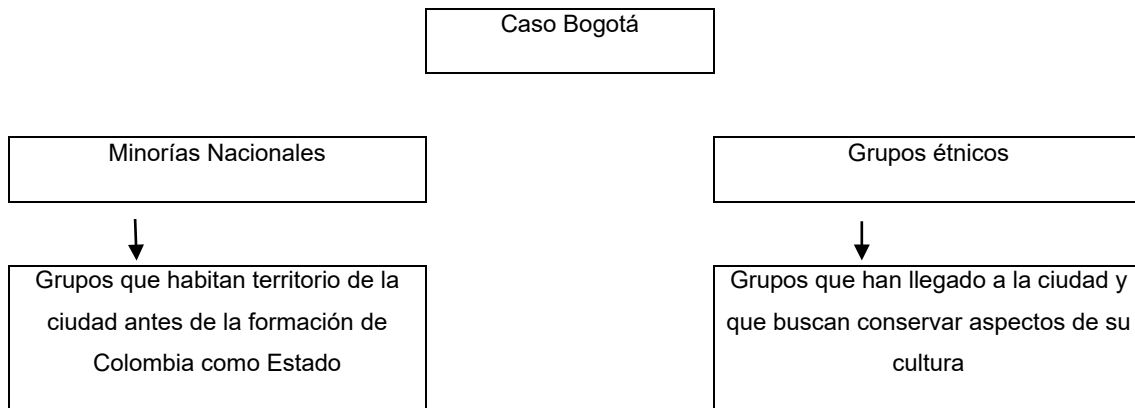 Caso Bogotá
Minorías Nacionales
Grupos étnicos
Grupos que habitan territorio de la
ciudad antes de la formación de
Colombia como Estado
Grupos que han llegado a la ciudad y
que buscan conservar aspectos de su
cultura